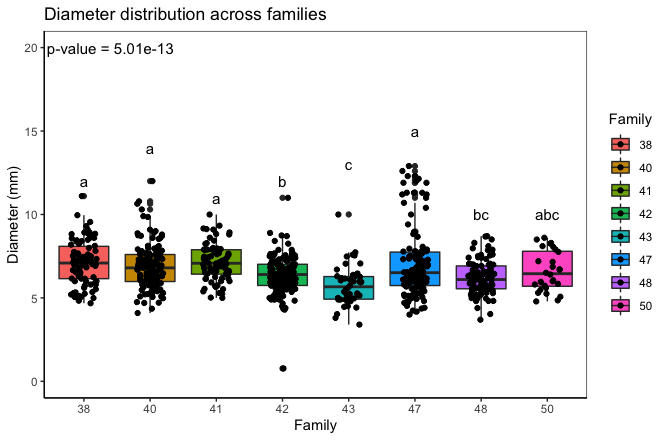 Diameter distribution across families
p-value = 5.01e-13
Diameter (mm)
20
15
10
5
0
a
a
a
b
c
a
bc
abc
38
40
41
42
43
47
48
50
Family
Family
38
40
41
42
43
47
48
50